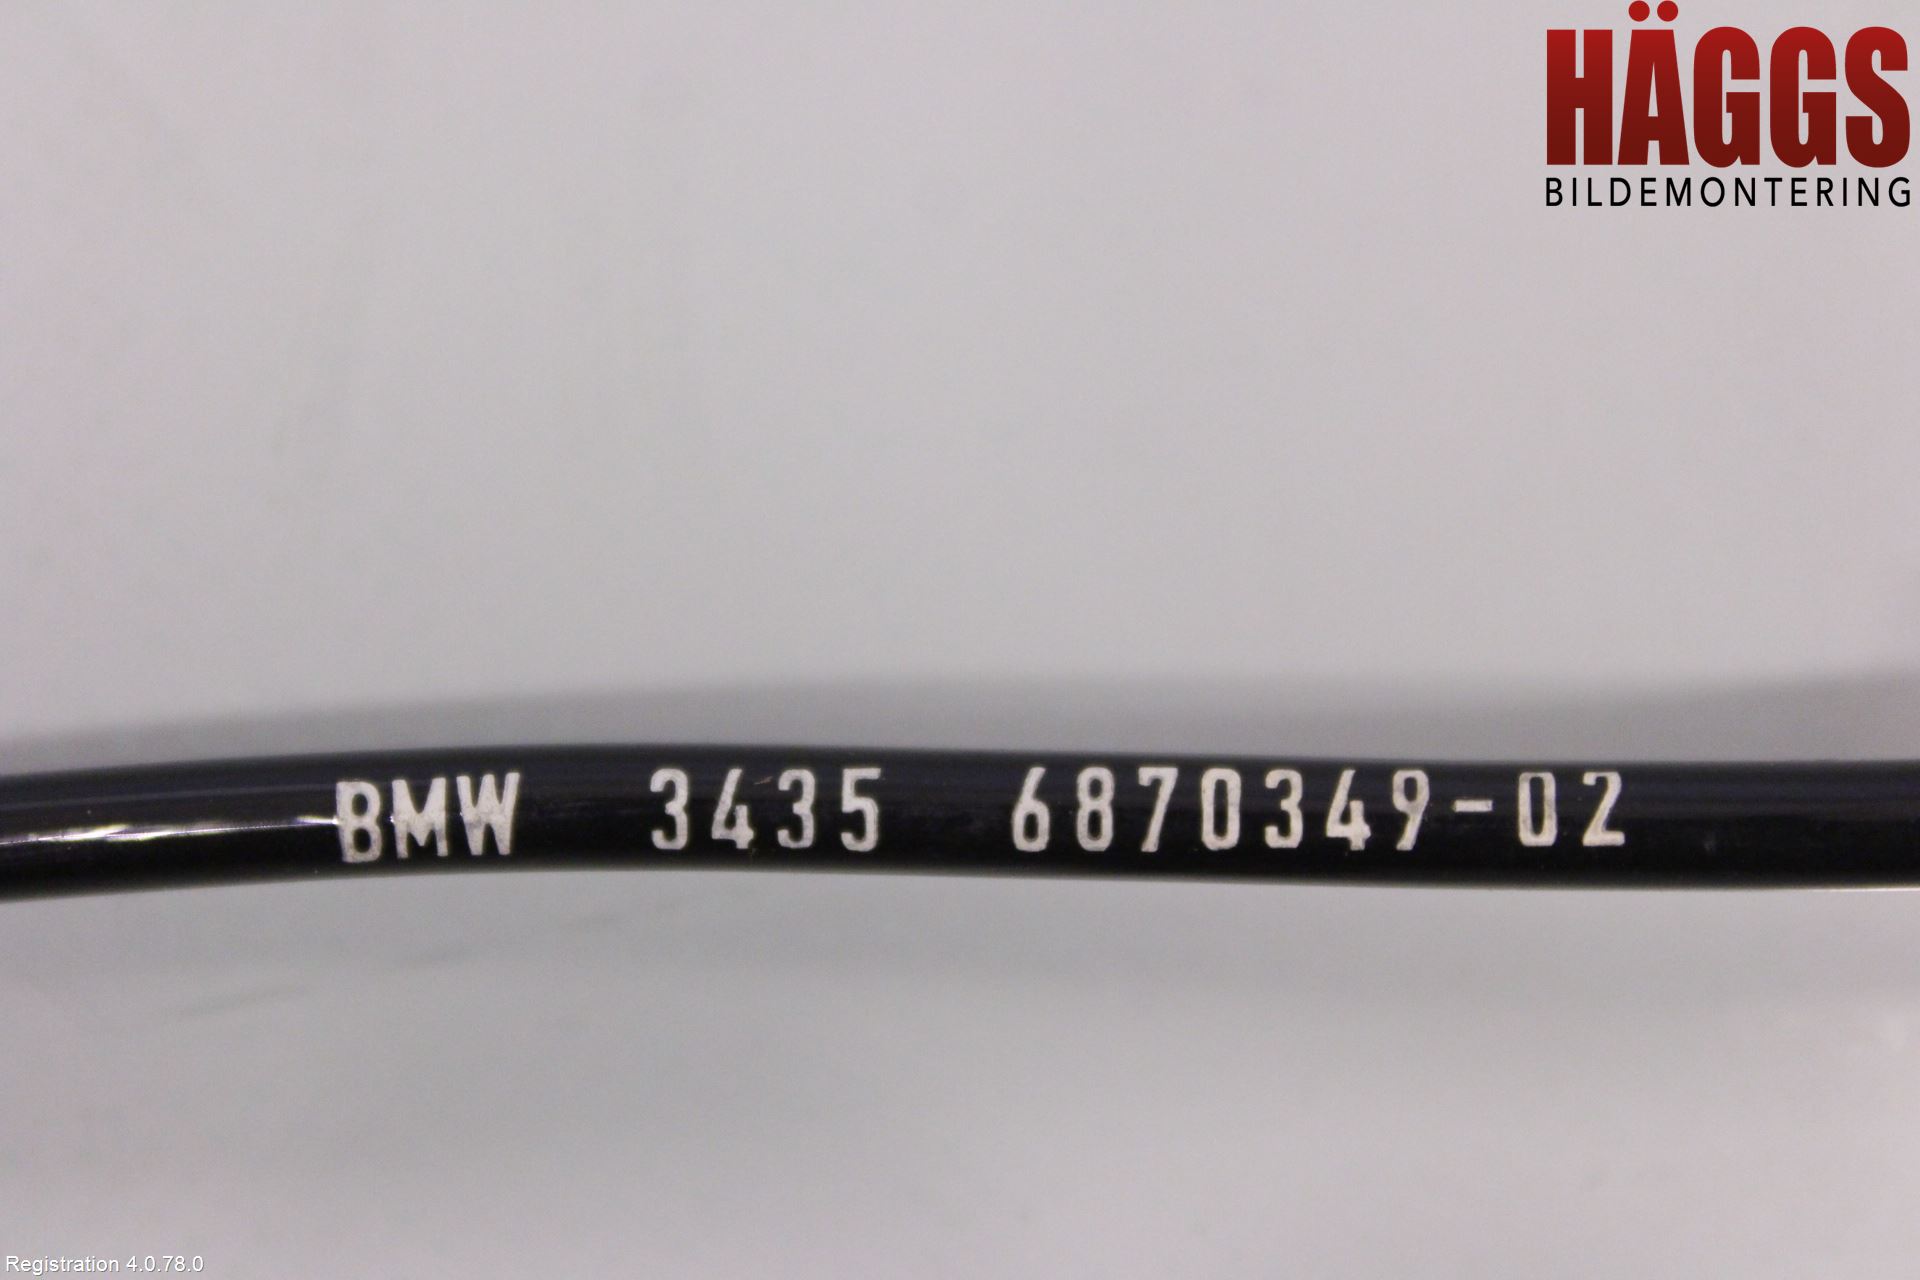 HÄGGS
BILDEMONTERING
BMW 3435 6870349-02
Registration 4.0.78.0